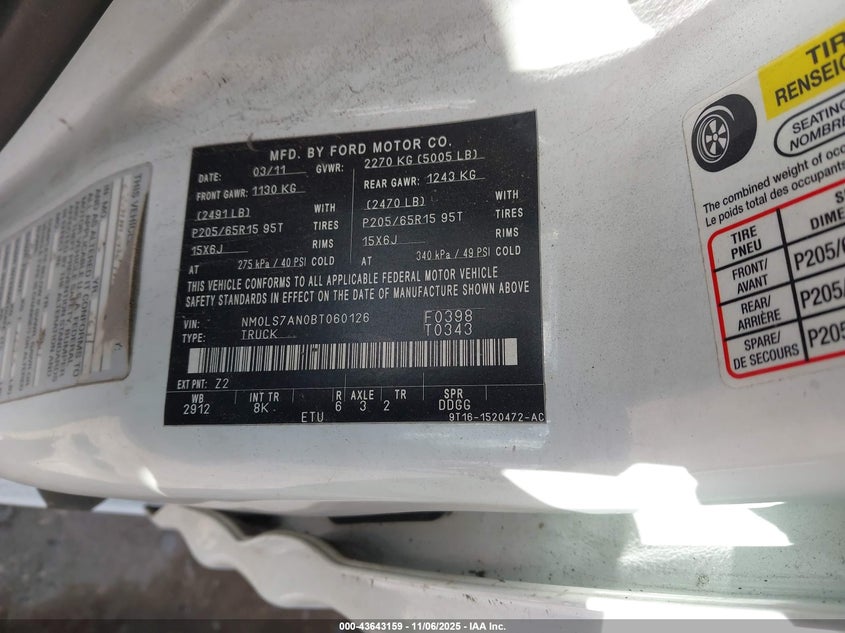 MFD. BY FORD MOTOR CO.
DATE: 03/11 GVWR: 2270 KG (5005 LB)
FRONT GAWR: 1130 KG REAR GAWR: 1243 KG
(2491 LB) WITH (2470 LB) WITH
P205/65R15 95T TIRES P205/65R15 95T TIRES
15X6J RIMS 15X6J RIMS
AT 275 kPa / 40 PSI COLD AT 340 kPa / 49 PSI COLD
THIS VEHICLE CONFORMS TO ALL APPLICABLE FEDERAL MOTOR VEHICLE
SAFETY STANDARDS IN EFFECT ON THE DATE OF MANUFACTURE SHOWN ABOVE
VIN: NM0LS7AN0BT060126 F0398
TYPE: TRUCK T0343
EXT PNT: Z2
WB INT TR R AXLE TR SPR
2912 8K 6 3 2 DDGG
ETU 9T16-1520472-AC
TIR
RENSEIG
SEATING
NOMBRE
The combined weight of occ
Le poids total des occupants
TIRE
PNEU
DIME
FRONT/
AVANT
P205/6
REAR/
ARRIÈRE
P205/
SPARE/
DE SECOURS
P205
THIS VEHICLE
000-43643159 - 11/06/2025 - IAA Inc.